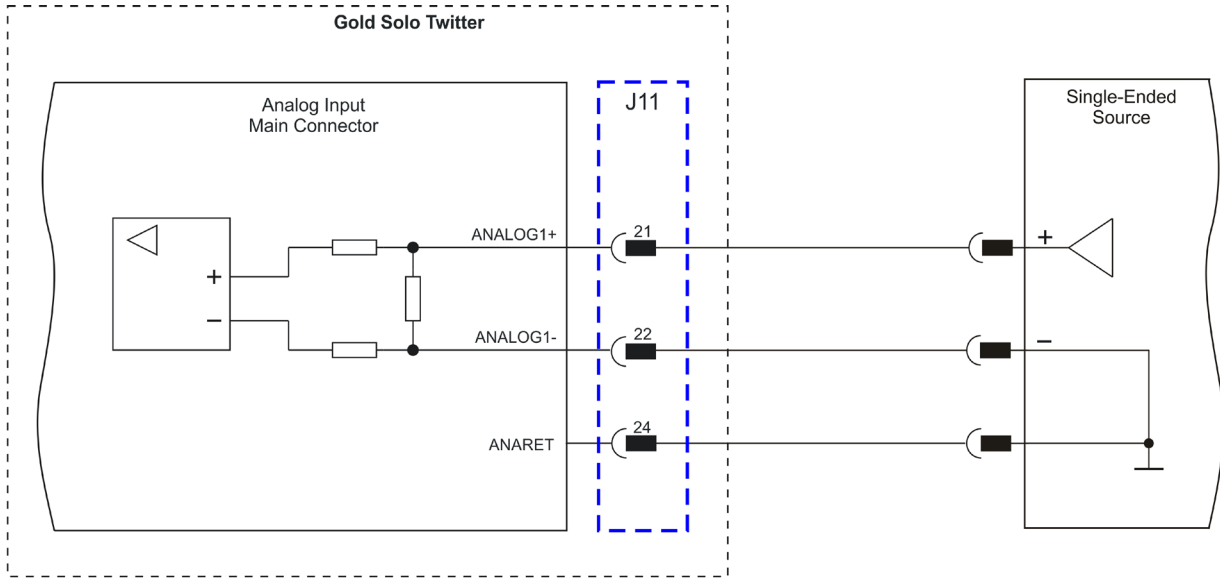 Gold Solo Twitter
Analog Input
Main Connector
J11
Single-Ended
Source
ANALOG1+
21
+
+
ANALOG1-
22
−
−
ANARET
24